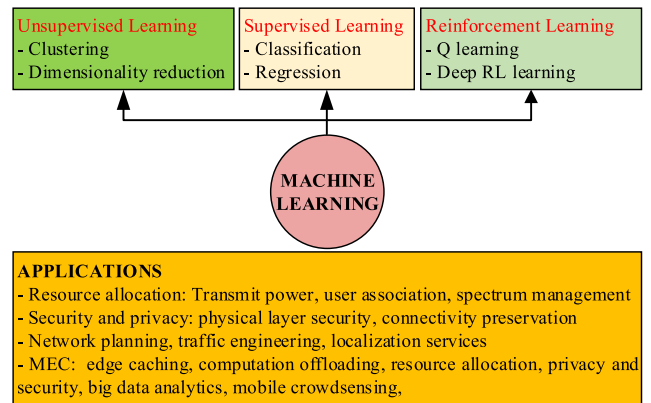 Unsupervised Learning
- Clustering
- Dimensionality reduction
Supervised Learning
- Classification
- Regression
Reinforcement Learning
- Q learning
- Deep RL learning
MACHINE
LEARNING
APPLICATIONS
- Resource allocation: Transmit power, user association, spectrum management
- Security and privacy: physical layer security, connectivity preservation
- Network planning, traffic engineering, localization services
- MEC: edge caching, computation offloading, resource allocation, privacy and
security, big data analytics, mobile crowdsensing,